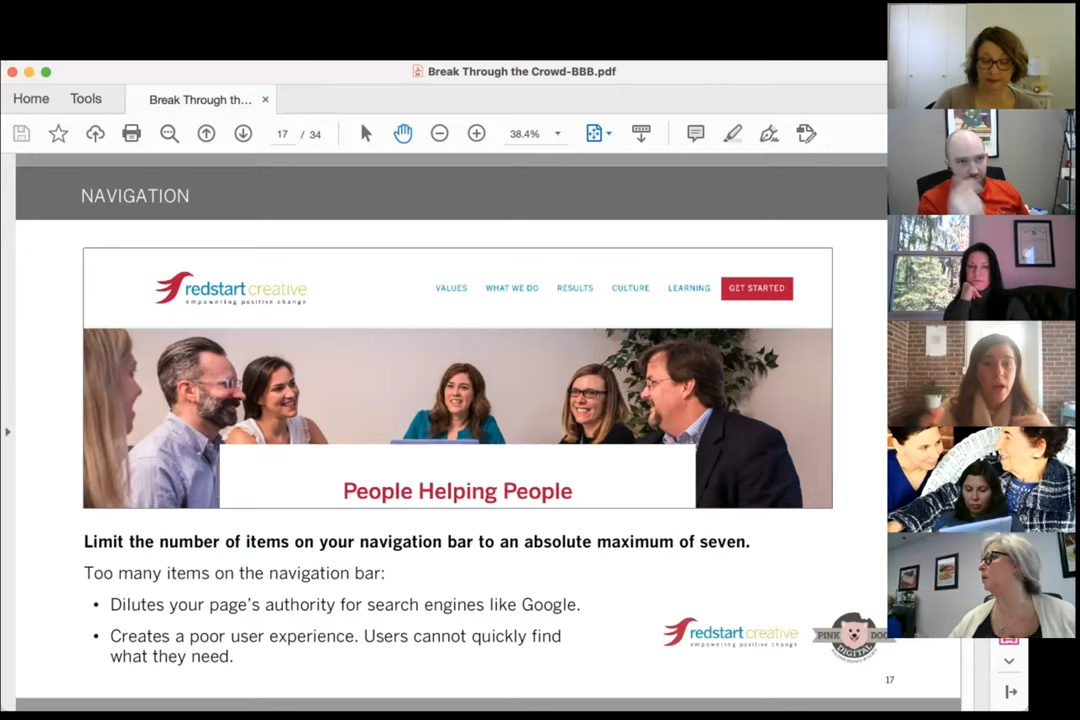 Break Through the Crowd-BBB.pdf
Home Tools Break Through th... ×
17 / 34 38.4%
NAVIGATION
redstart creative
empowering positive change
VALUES WHAT WE DO RESULTS CULTURE LEARNING GET STARTED
People Helping People
Limit the number of items on your navigation bar to an absolute maximum of seven.
Too many items on the navigation bar:
• Dilutes your page's authority for search engines like Google.
• Creates a poor user experience. Users cannot quickly find
what they need.
redstart creative
empowering positive change
PINK DOG
DIGITAL
17